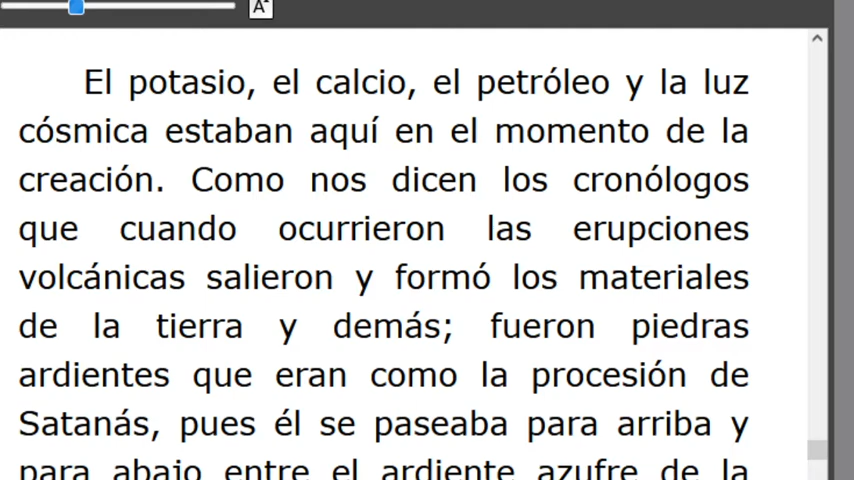 A
El potasio, el calcio, el petróleo y la luz
cósmica estaban aquí en el momento de la
creación. Como nos dicen los cronólogos
que cuando ocurrieron las erupciones
volcánicas salieron y formó los materiales
de la tierra y demás; fueron piedras
ardientes que eran como la procesión de
Satanás, pues él se paseaba para arriba y
para abajo entre el ardiente azufre de la